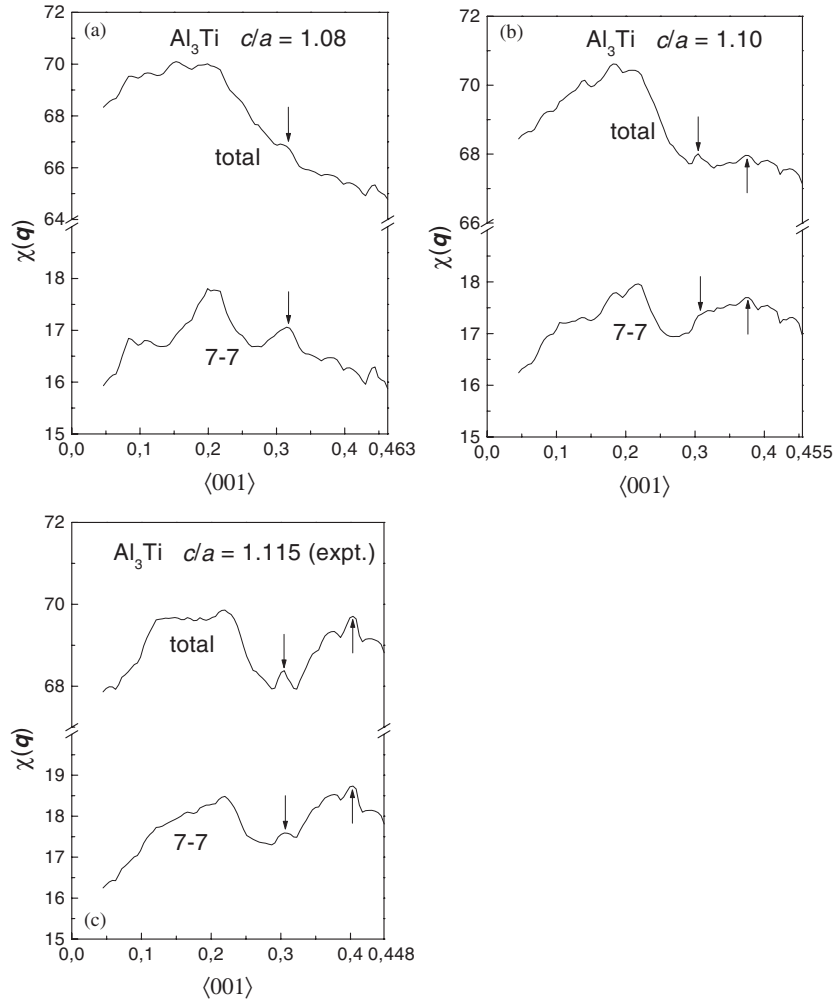 (a)
Al₃Ti c/a = 1.08
72
70
68
66
64
18
17
16
15
total
7-7
χ(q)
0,0 0,1 0,2 0,3 0,4 0,463
⟨001⟩
(b)
Al₃Ti c/a = 1.10
72
70
68
66
18
17
16
15
total
7-7
χ(q)
0,0 0,1 0,2 0,3 0,4 0,455
⟨001⟩
Al₃Ti c/a = 1.115 (expt.)
72
70
68
19
18
17
16
15
total
7-7
χ(q)
(c)
0,0 0,1 0,2 0,3 0,4 0,448
⟨001⟩